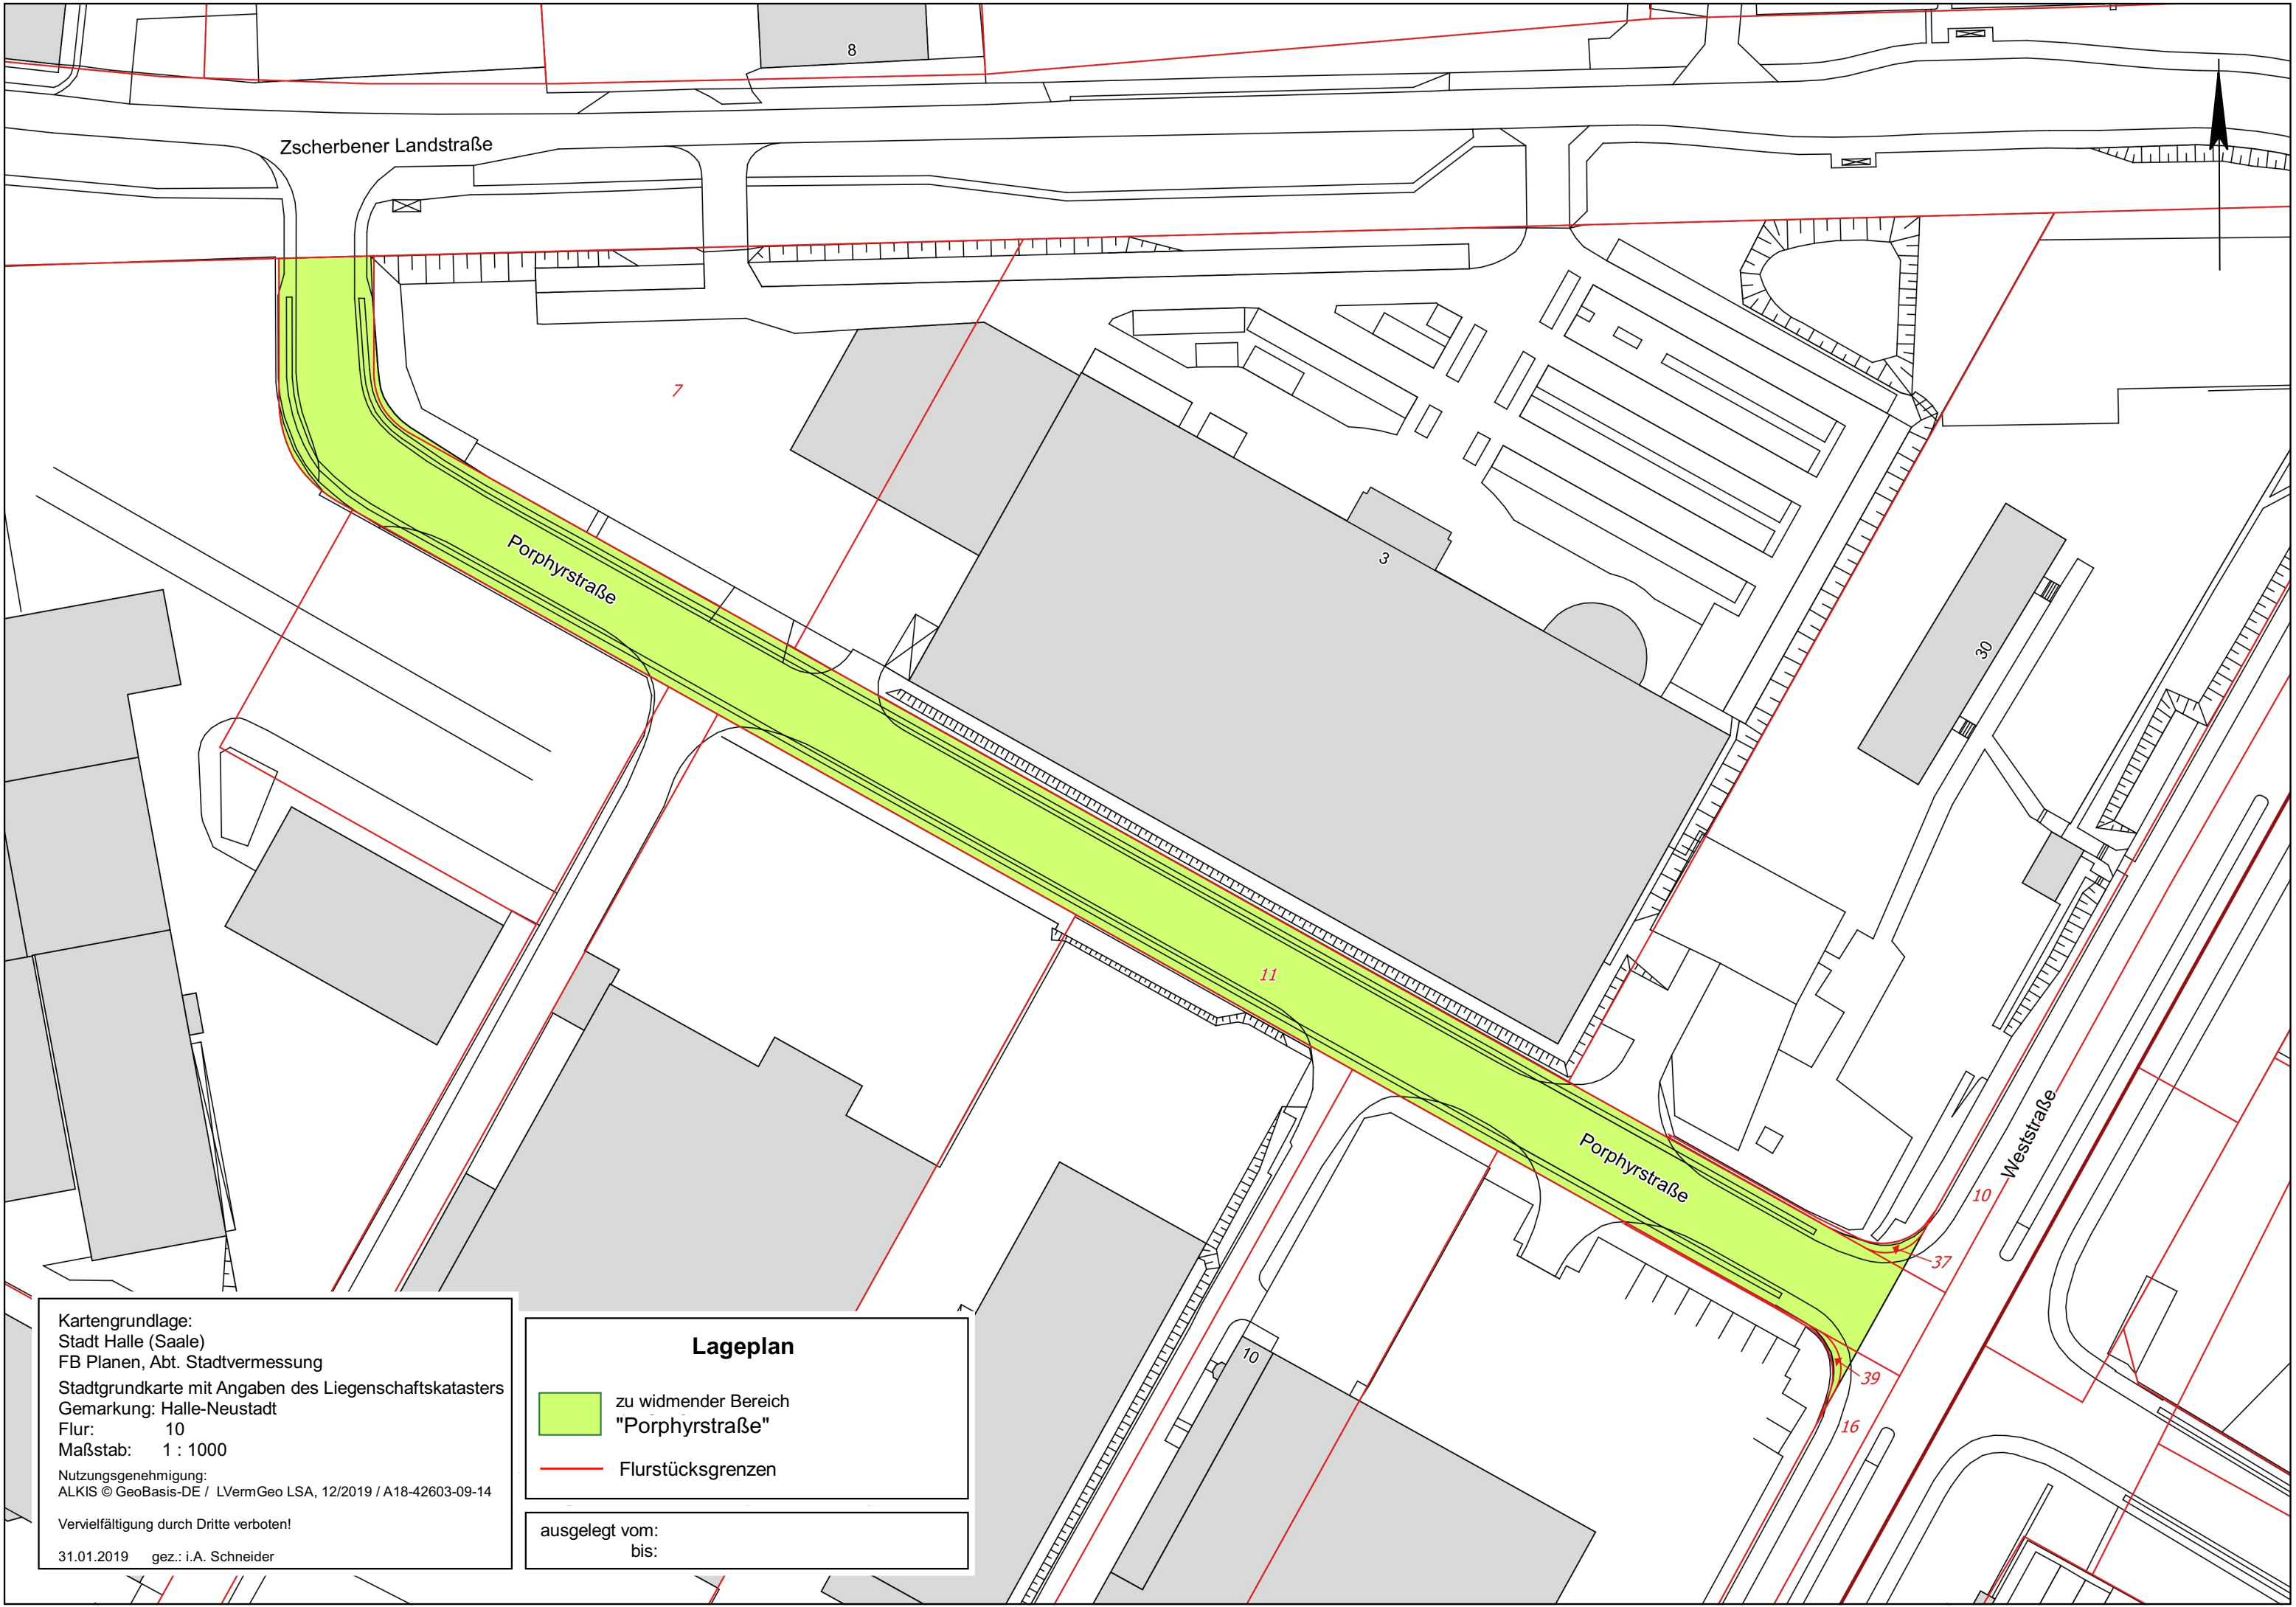 8
Zscherbener Landstraße
7
Porphyrstraße
3
30
11
Porphyrstraße
Weststraße
10
37
39
16
10
Kartengrundlage:
Stadt Halle (Saale)
FB Planen, Abt. Stadtvermessung
Stadtgrundkarte mit Angaben des Liegenschaftskatasters
Gemarkung: Halle-Neustadt
Flur: 10
Maßstab: 1 : 1000
Nutzungsgenehmigung:
ALKIS © GeoBasis-DE / LVermGeo LSA, 12/2019 / A18-42603-09-14
Vervielfältigung durch Dritte verboten!
31.01.2019 gez.: i.A. Schneider
Lageplan
zu widmender Bereich
"Porphyrstraße"
Flurstücksgrenzen
ausgelegt vom:
bis: